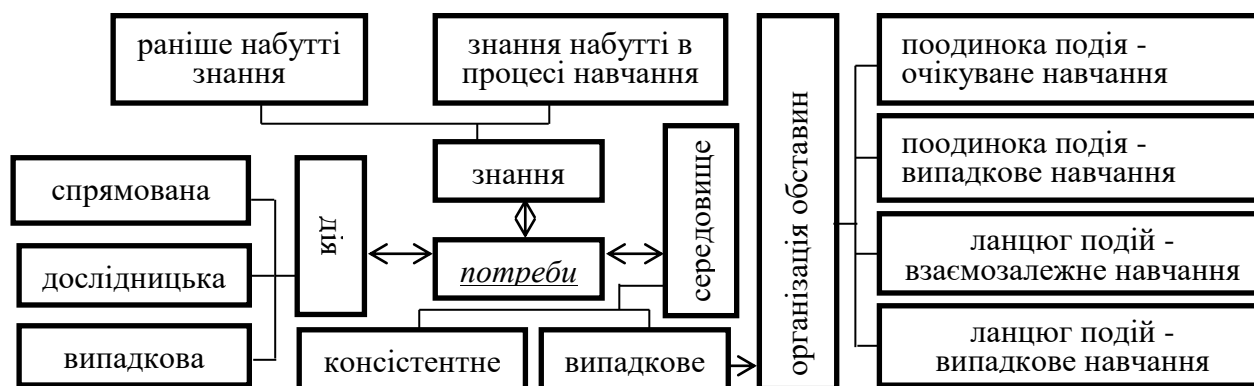 раніше набутті
знання
знання набутті в
процесі навчання
поодинока подія -
очікуване навчання
поодинока подія -
випадкове навчання
ланцюг подій -
взаємозалежне навчання
ланцюг подій -
випадкове навчання
організація обставин
середовище
знання
потреби
дія
спрямована
дослідницька
випадкова
консістентне
випадкове